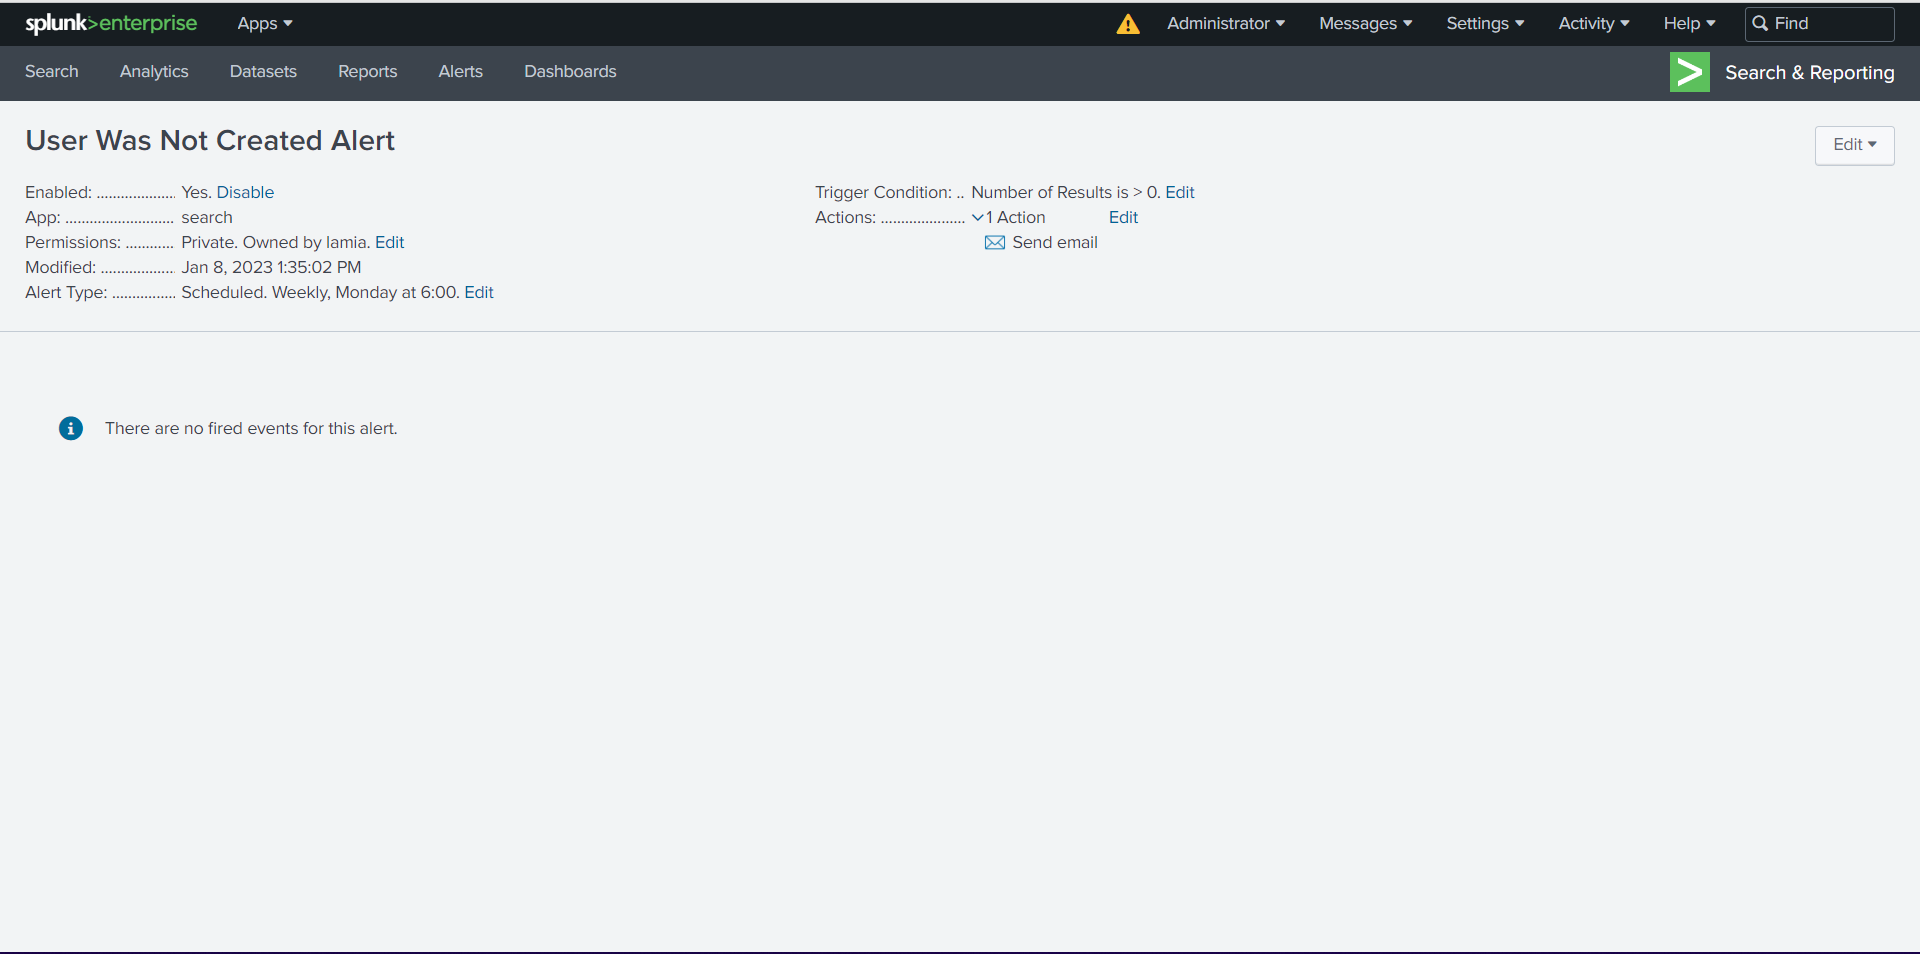 splunk>enterprise Apps Administrator Messages Settings Activity Help Find
Search Analytics Datasets Reports Alerts Dashboards Search & Reporting
User Was Not Created Alert
Edit
Enabled: ................... Yes. Disable
App: .......................... search
Permissions: ............ Private. Owned by lamia. Edit
Modified: .................. Jan 8, 2023 1:35:02 PM
Alert Type: ............... Scheduled. Weekly, Monday at 6:00. Edit
Trigger Condition: .. Number of Results is > 0. Edit
Actions: .................... 1 Action Edit
Send email
There are no fired events for this alert.